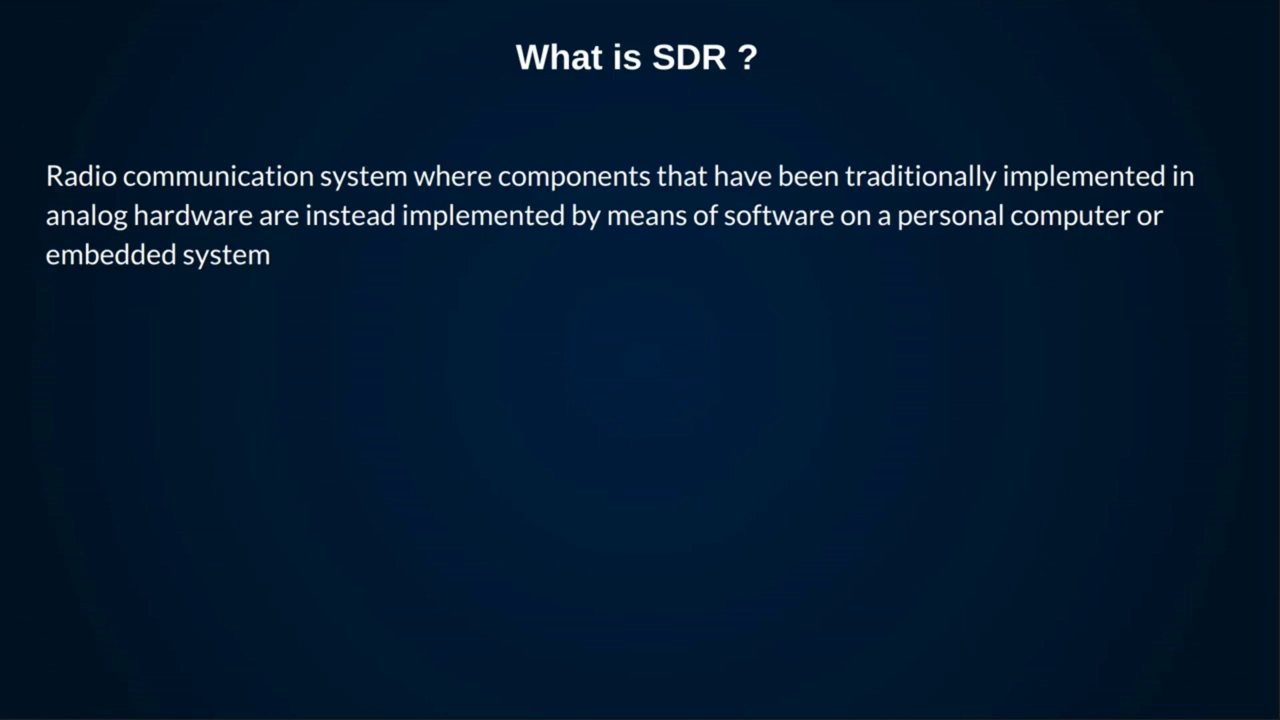 What is SDR ?
Radio communication system where components that have been traditionally implemented in
analog hardware are instead implemented by means of software on a personal computer or
embedded system